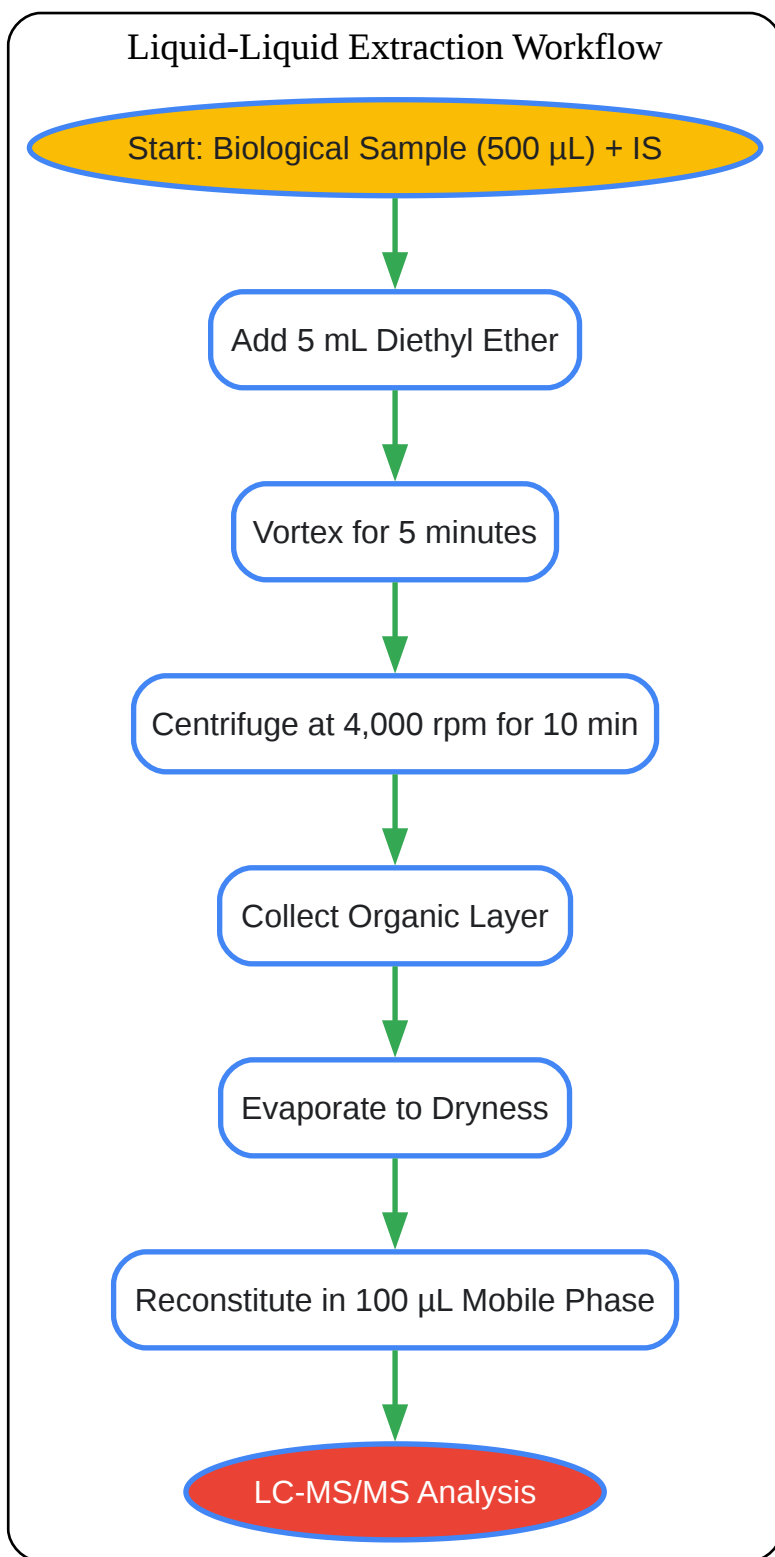 Liquid-Liquid Extraction Workflow
Start: Biological Sample (500 µL) + IS
Add 5 mL Diethyl Ether
Vortex for 5 minutes
Centrifuge at 4,000 rpm for 10 min
Collect Organic Layer
Evaporate to Dryness
Reconstitute in 100 µL Mobile Phase
LC-MS/MS Analysis